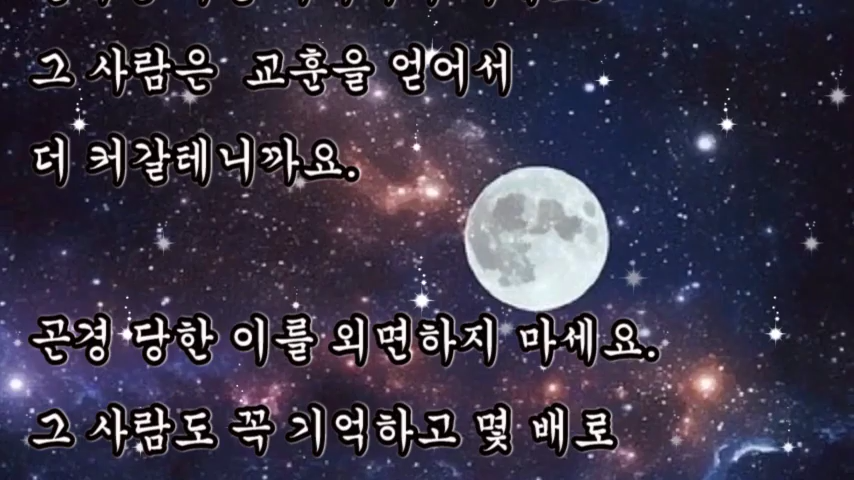 그 사람은 교훈을 얻어서
더 커갈테니까요.
곤경 당한 이를 외면하지 마세요.
그 사람도 꼭 기억하고 몇 배로